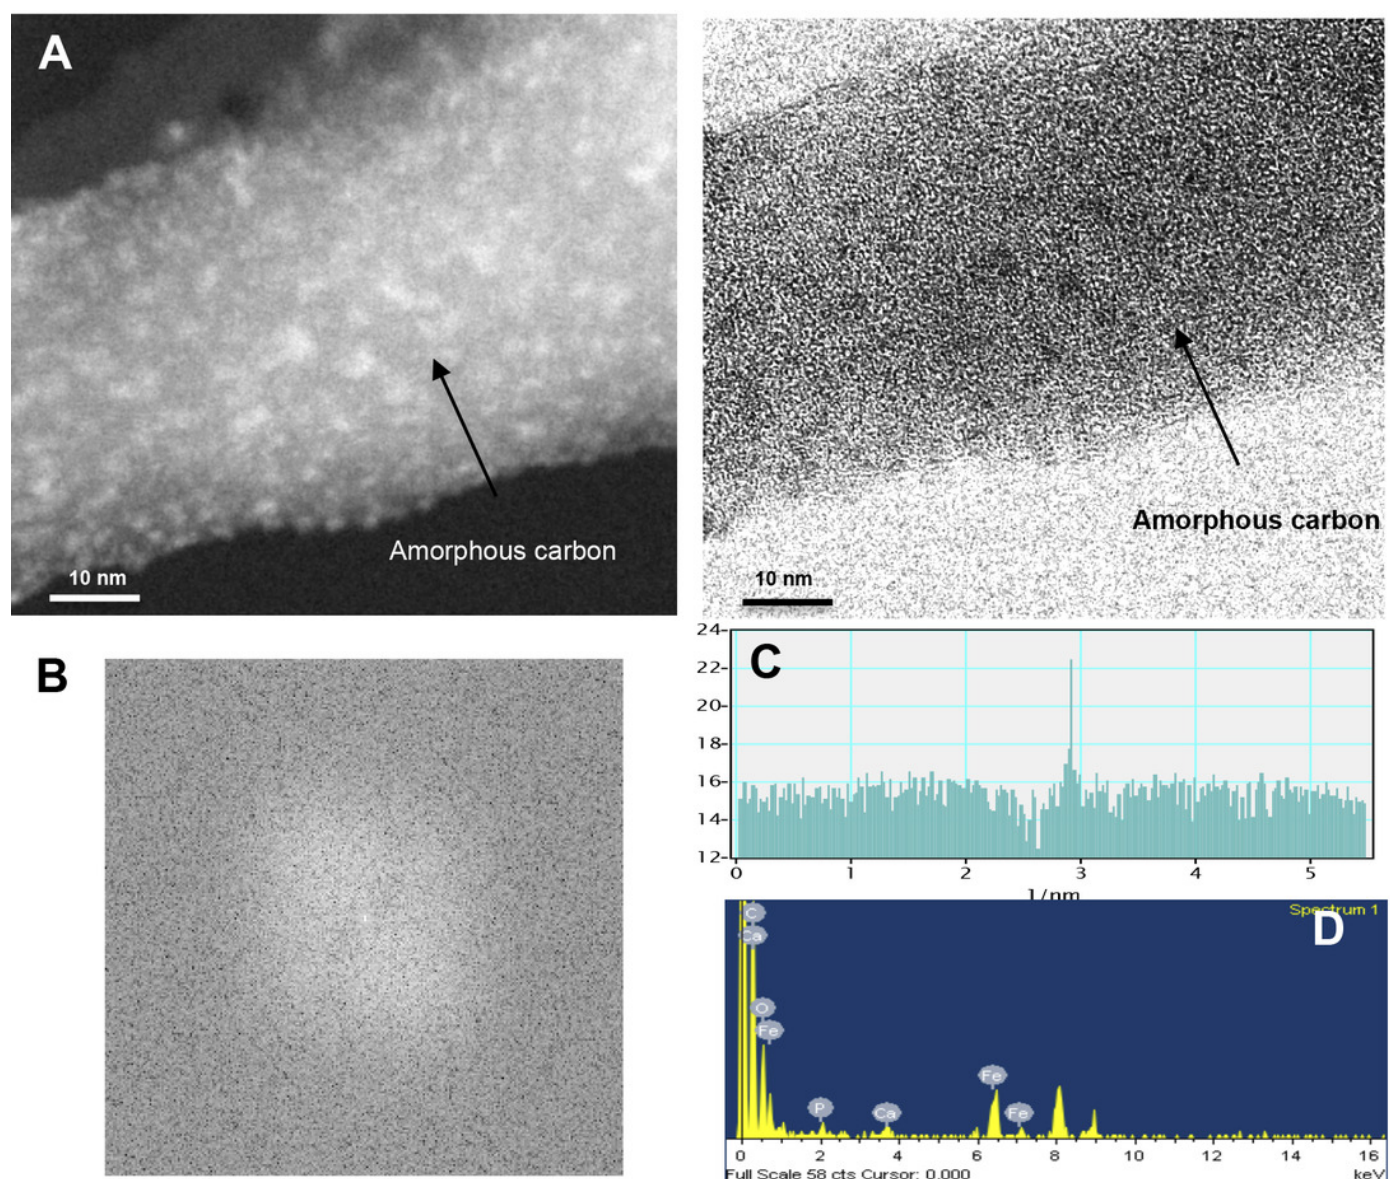 A
Amorphous carbon
10 nm
Amorphous carbon
10 nm
B
C
24
22
20
18
16
14
12
0 1 2 3 4 5
1/nm
Spectrum 1
D
C
Ca
O
Fe
P
Ca
Fe
Fe
0 2 4 6 8 10 12 14 16
Full Scale 58 cts Cursor: 0.000 keV